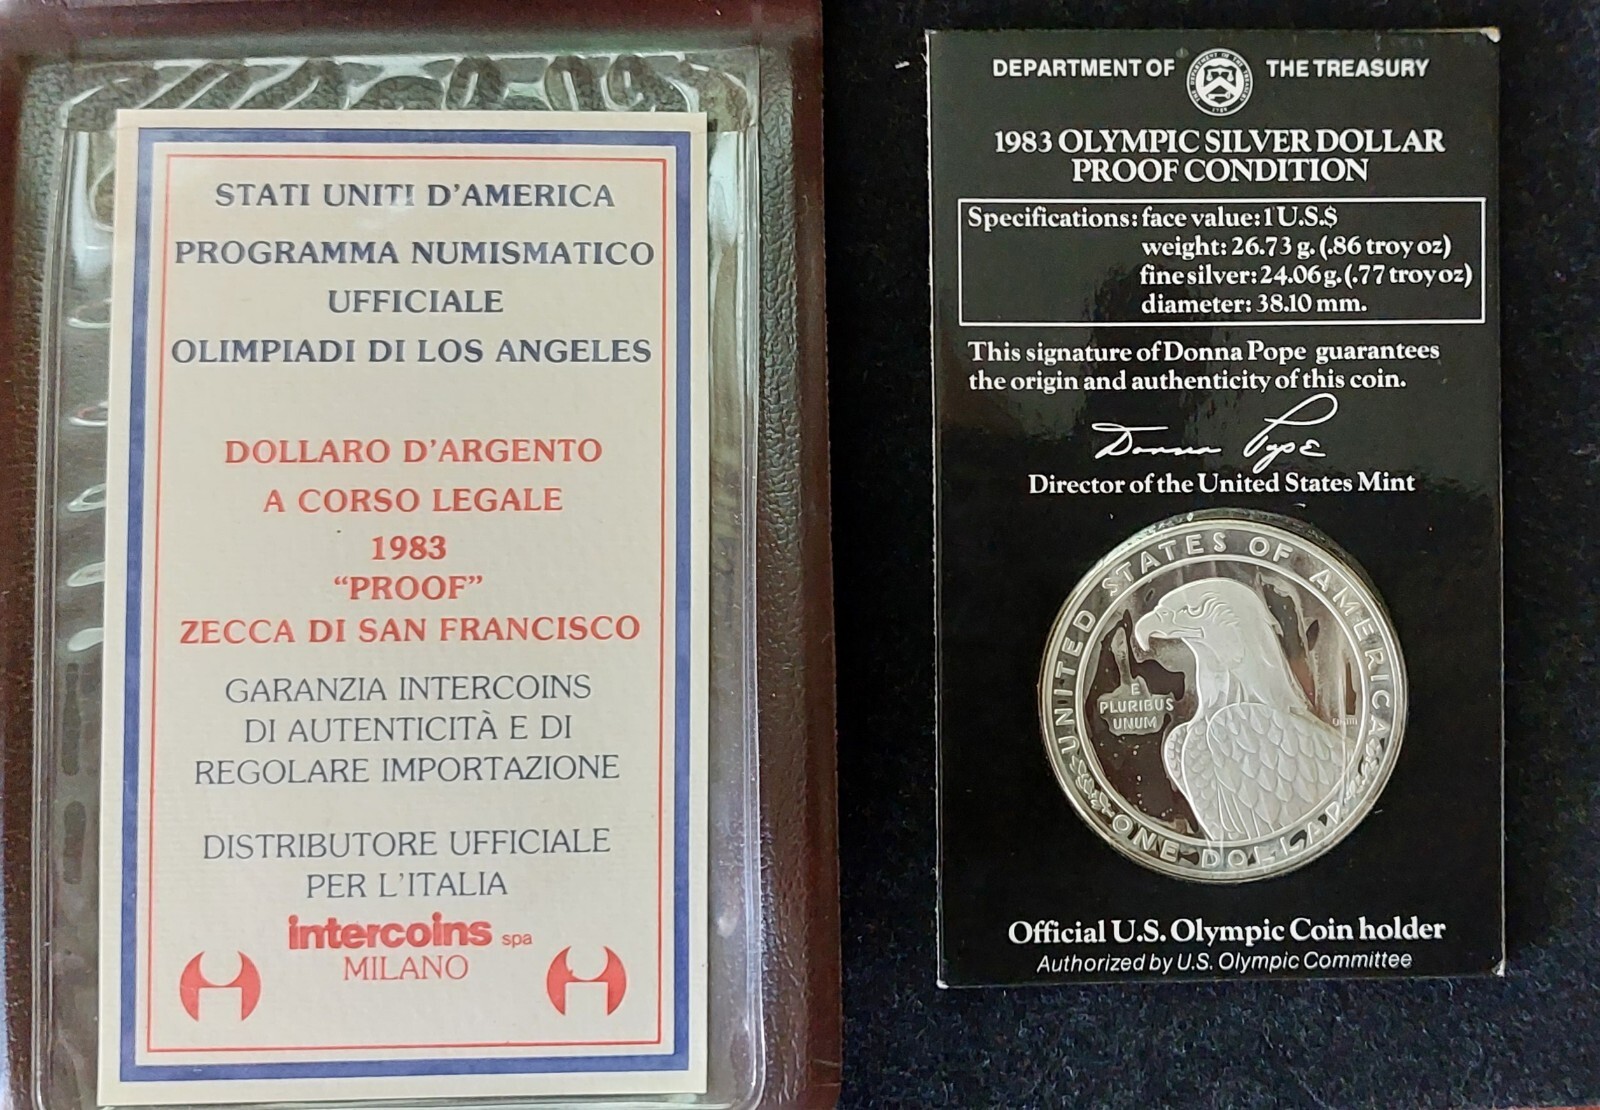 STATI UNITI D'AMERICA
PROGRAMMA NUMISMATICO
UFFICIALE
OLIMPIADI DI LOS ANGELES
DOLLARO D'ARGENTO
A CORSO LEGALE
1983
“PROOF”
ZECCA DI SAN FRANCISCO
GARANZIA INTERCOINS
DI AUTENTICITÀ E DI
REGOLARE IMPORTAZIONE
DISTRIBUTORE UFFICIALE
PER L'ITALIA
intercoins spa
MILANO
DEPARTMENT OF THE TREASURY
1983 OLYMPIC SILVER DOLLAR
PROOF CONDITION
Specifications: face value: 1 U.S.$
weight: 26.73 g. (.86 troy oz)
fine silver: 24.06 g. (.77 troy oz)
diameter: 38.10 mm.
This signature of Donna Pope guarantees
the origin and authenticity of this coin.
Donna Pope
Director of the United States Mint
UNITED STATES OF AMERICA
E
PLURIBUS
UNUM
ONE DOLLAR
Official U.S. Olympic Coin holder
Authorized by U.S. Olympic Committee